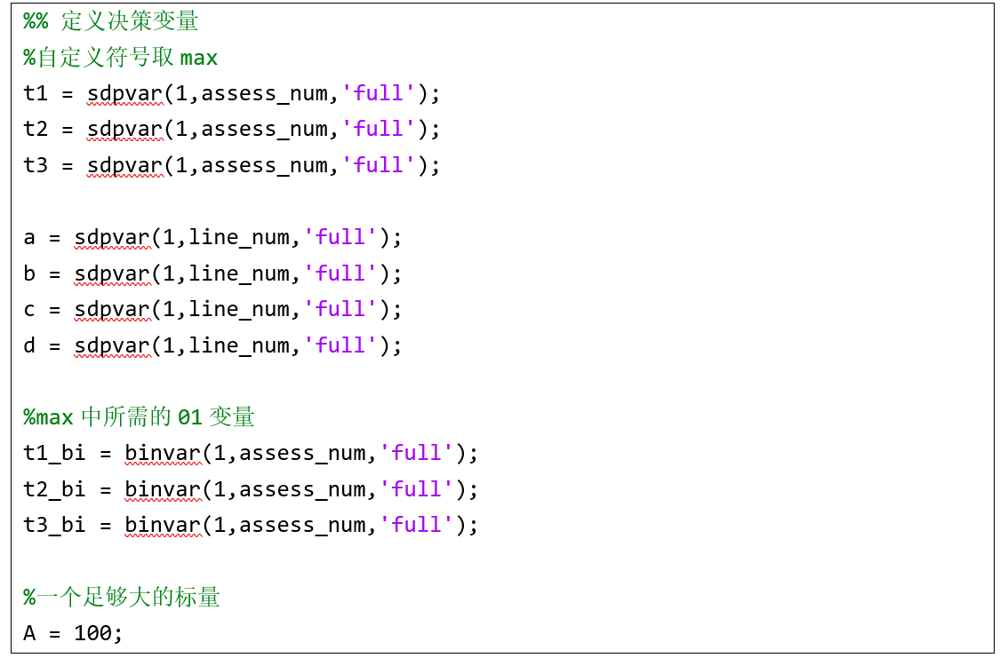 %% 定义决策变量
%自定义符号取 max
t1 = sdpvar(1,assess_num,'full');
t2 = sdpvar(1,assess_num,'full');
t3 = sdpvar(1,assess_num,'full');
a = sdpvar(1,line_num,'full');
b = sdpvar(1,line_num,'full');
c = sdpvar(1,line_num,'full');
d = sdpvar(1,line_num,'full');
%max 中所需的 01 变量
t1_bi = binvar(1,assess_num,'full');
t2_bi = binvar(1,assess_num,'full');
t3_bi = binvar(1,assess_num,'full');
%一个足够大的标量
A = 100;